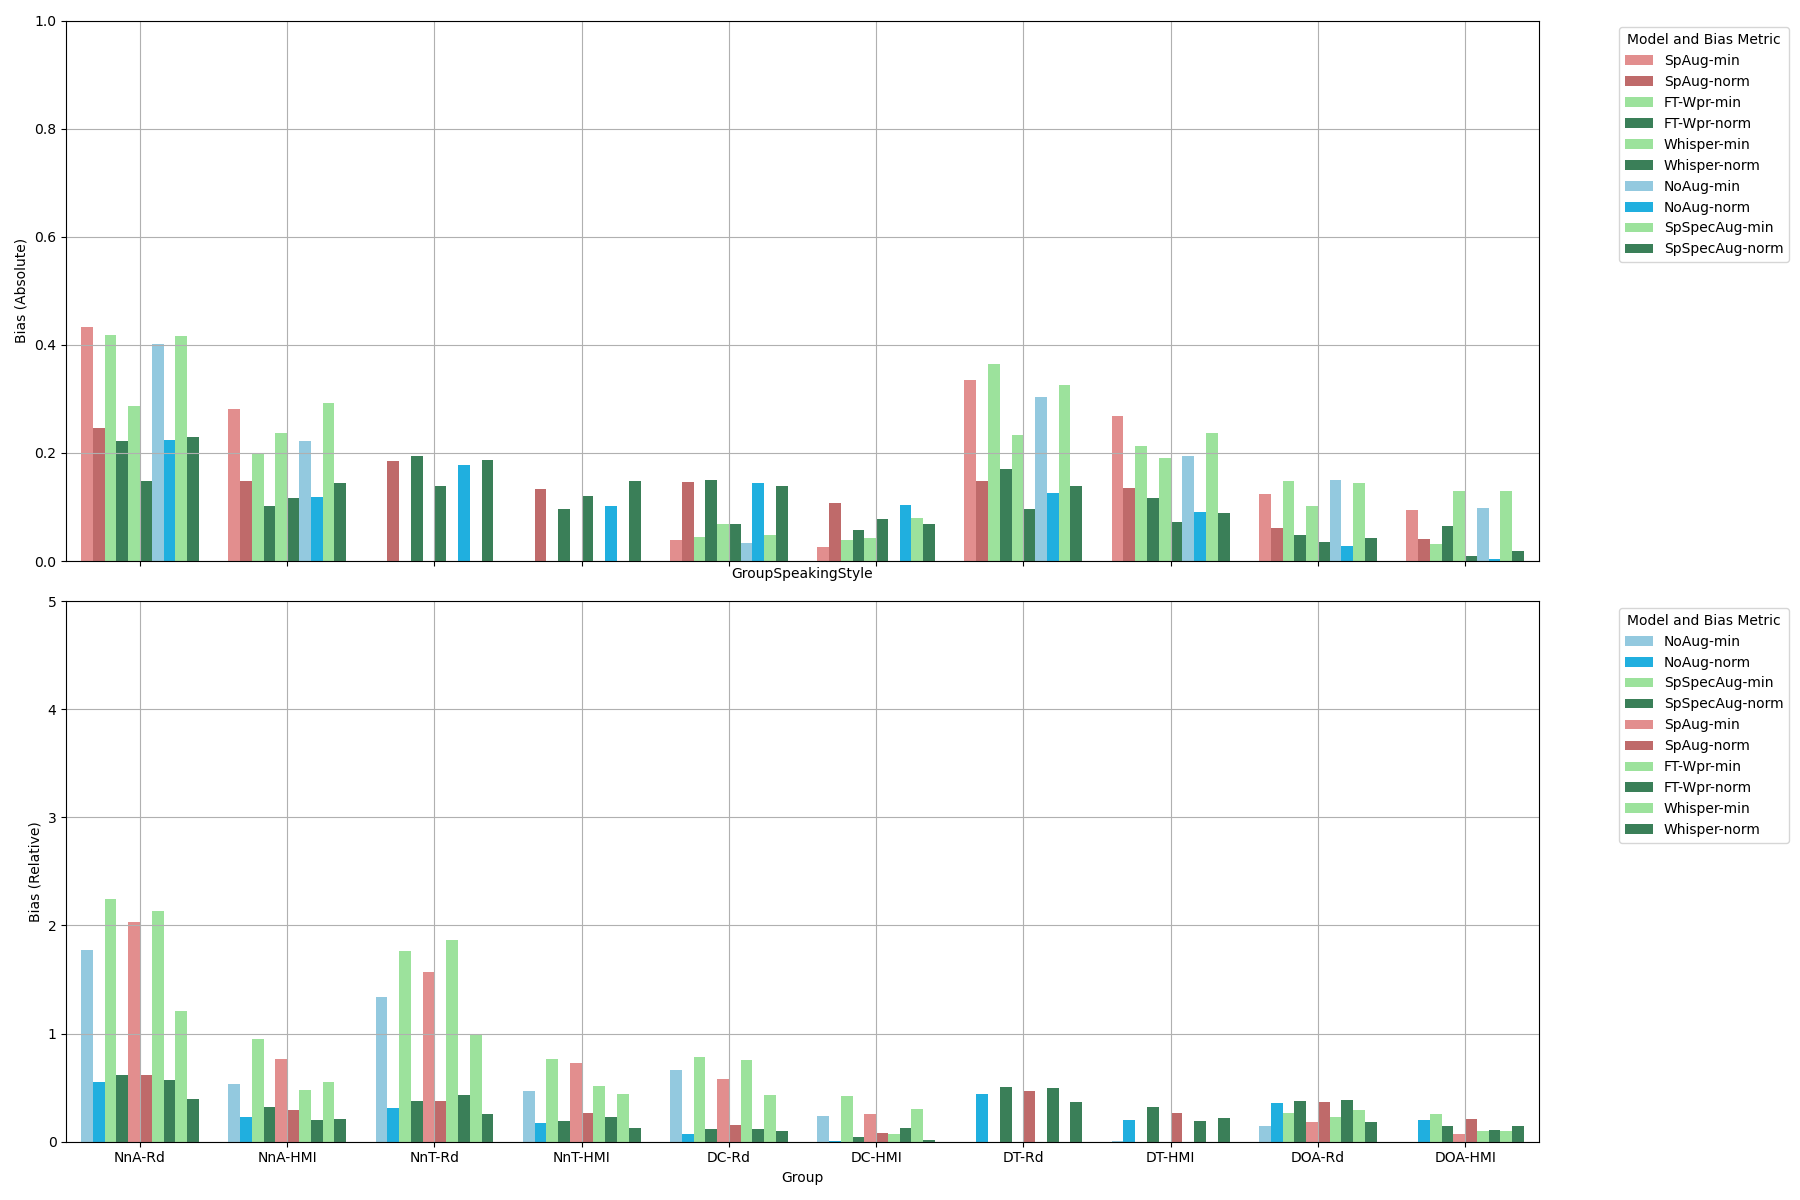 Model and Bias Metric
SpAug-min
SpAug-norm
FT-Wpr-min
FT-Wpr-norm
Whisper-min
Whisper-norm
NoAug-min
NoAug-norm
SpSpecAug-min
SpSpecAug-norm
1.0
0.8
0.6
0.4
0.2
0.0
Bias (Absolute)
GroupSpeakingStyle
Model and Bias Metric
NoAug-min
NoAug-norm
SpSpecAug-min
SpSpecAug-norm
SpAug-min
SpAug-norm
FT-Wpr-min
FT-Wpr-norm
Whisper-min
Whisper-norm
5
4
3
2
1
0
Bias (Relative)
NnA-Rd NnA-HMI NnT-Rd NnT-HMI DC-Rd DC-HMI DT-Rd DT-HMI DOA-Rd DOA-HMI
Group